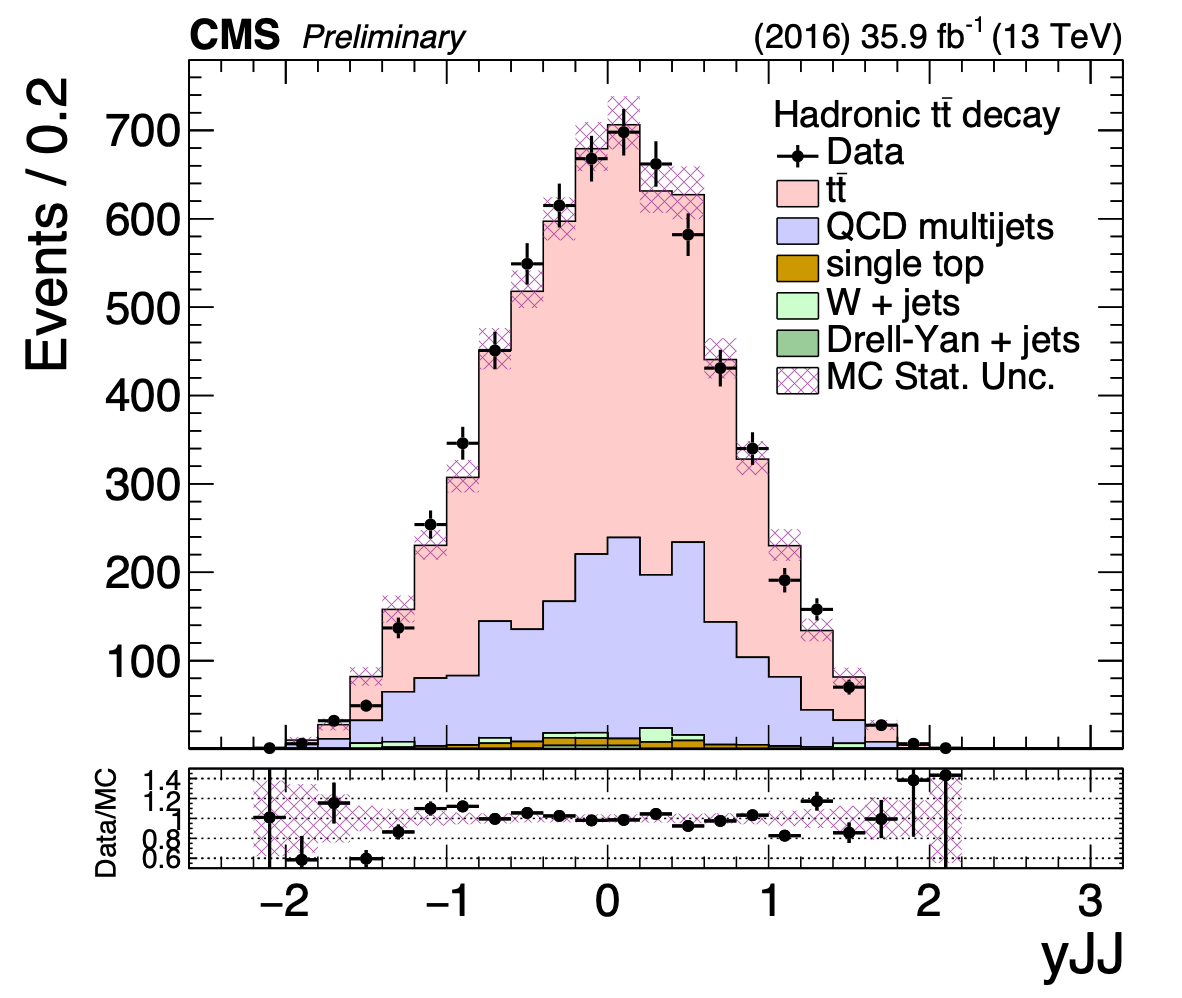 CMS Preliminary (2016) 35.9 fb⁻¹ (13 TeV)
Events / 0.2
700
600
500
400
300
200
100
Hadronic tt̄ decay
Data
tt̄
QCD multijets
single top
W + jets
Drell-Yan + jets
MC Stat. Unc.
Data/MC
1.4
1.2
1
0.8
0.6
−2 −1 0 1 2 3
yJJ